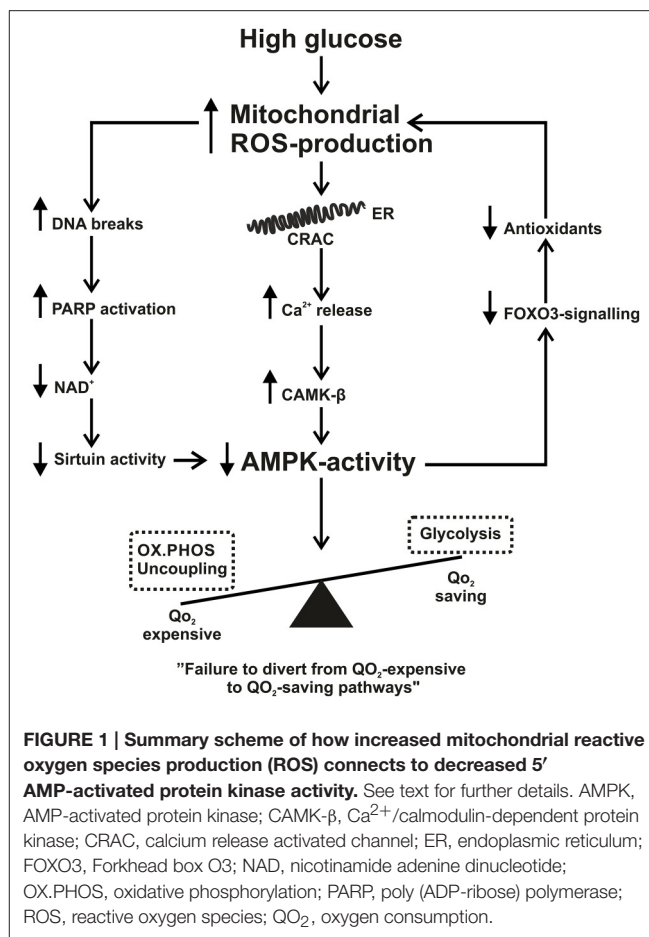 High glucose
Mitochondrial
ROS-production
DNA breaks
PARP activation
NAD⁺
Sirtuin activity
ER
CRAC
Ca²⁺ release
CAMK-β
AMPK-activity
Antioxidants
FOXO3-signalling
OX.PHOS
Uncoupling
Qo₂
expensive
Glycolysis
Qo₂
saving
"Failure to divert from QO₂-expensive
to QO₂-saving pathways"
FIGURE 1 | Summary scheme of how increased mitochondrial reactive
oxygen species production (ROS) connects to decreased 5′
AMP-activated protein kinase activity. See text for further details. AMPK,
AMP-activated protein kinase; CAMK-β, Ca²⁺/calmodulin-dependent protein
kinase; CRAC, calcium release activated channel; ER, endoplasmic reticulum;
FOXO3, Forkhead box O3; NAD, nicotinamide adenine dinucleotide;
OX.PHOS, oxidative phosphorylation; PARP, poly (ADP-ribose) polymerase;
ROS, reactive oxygen species; QO₂, oxygen consumption.